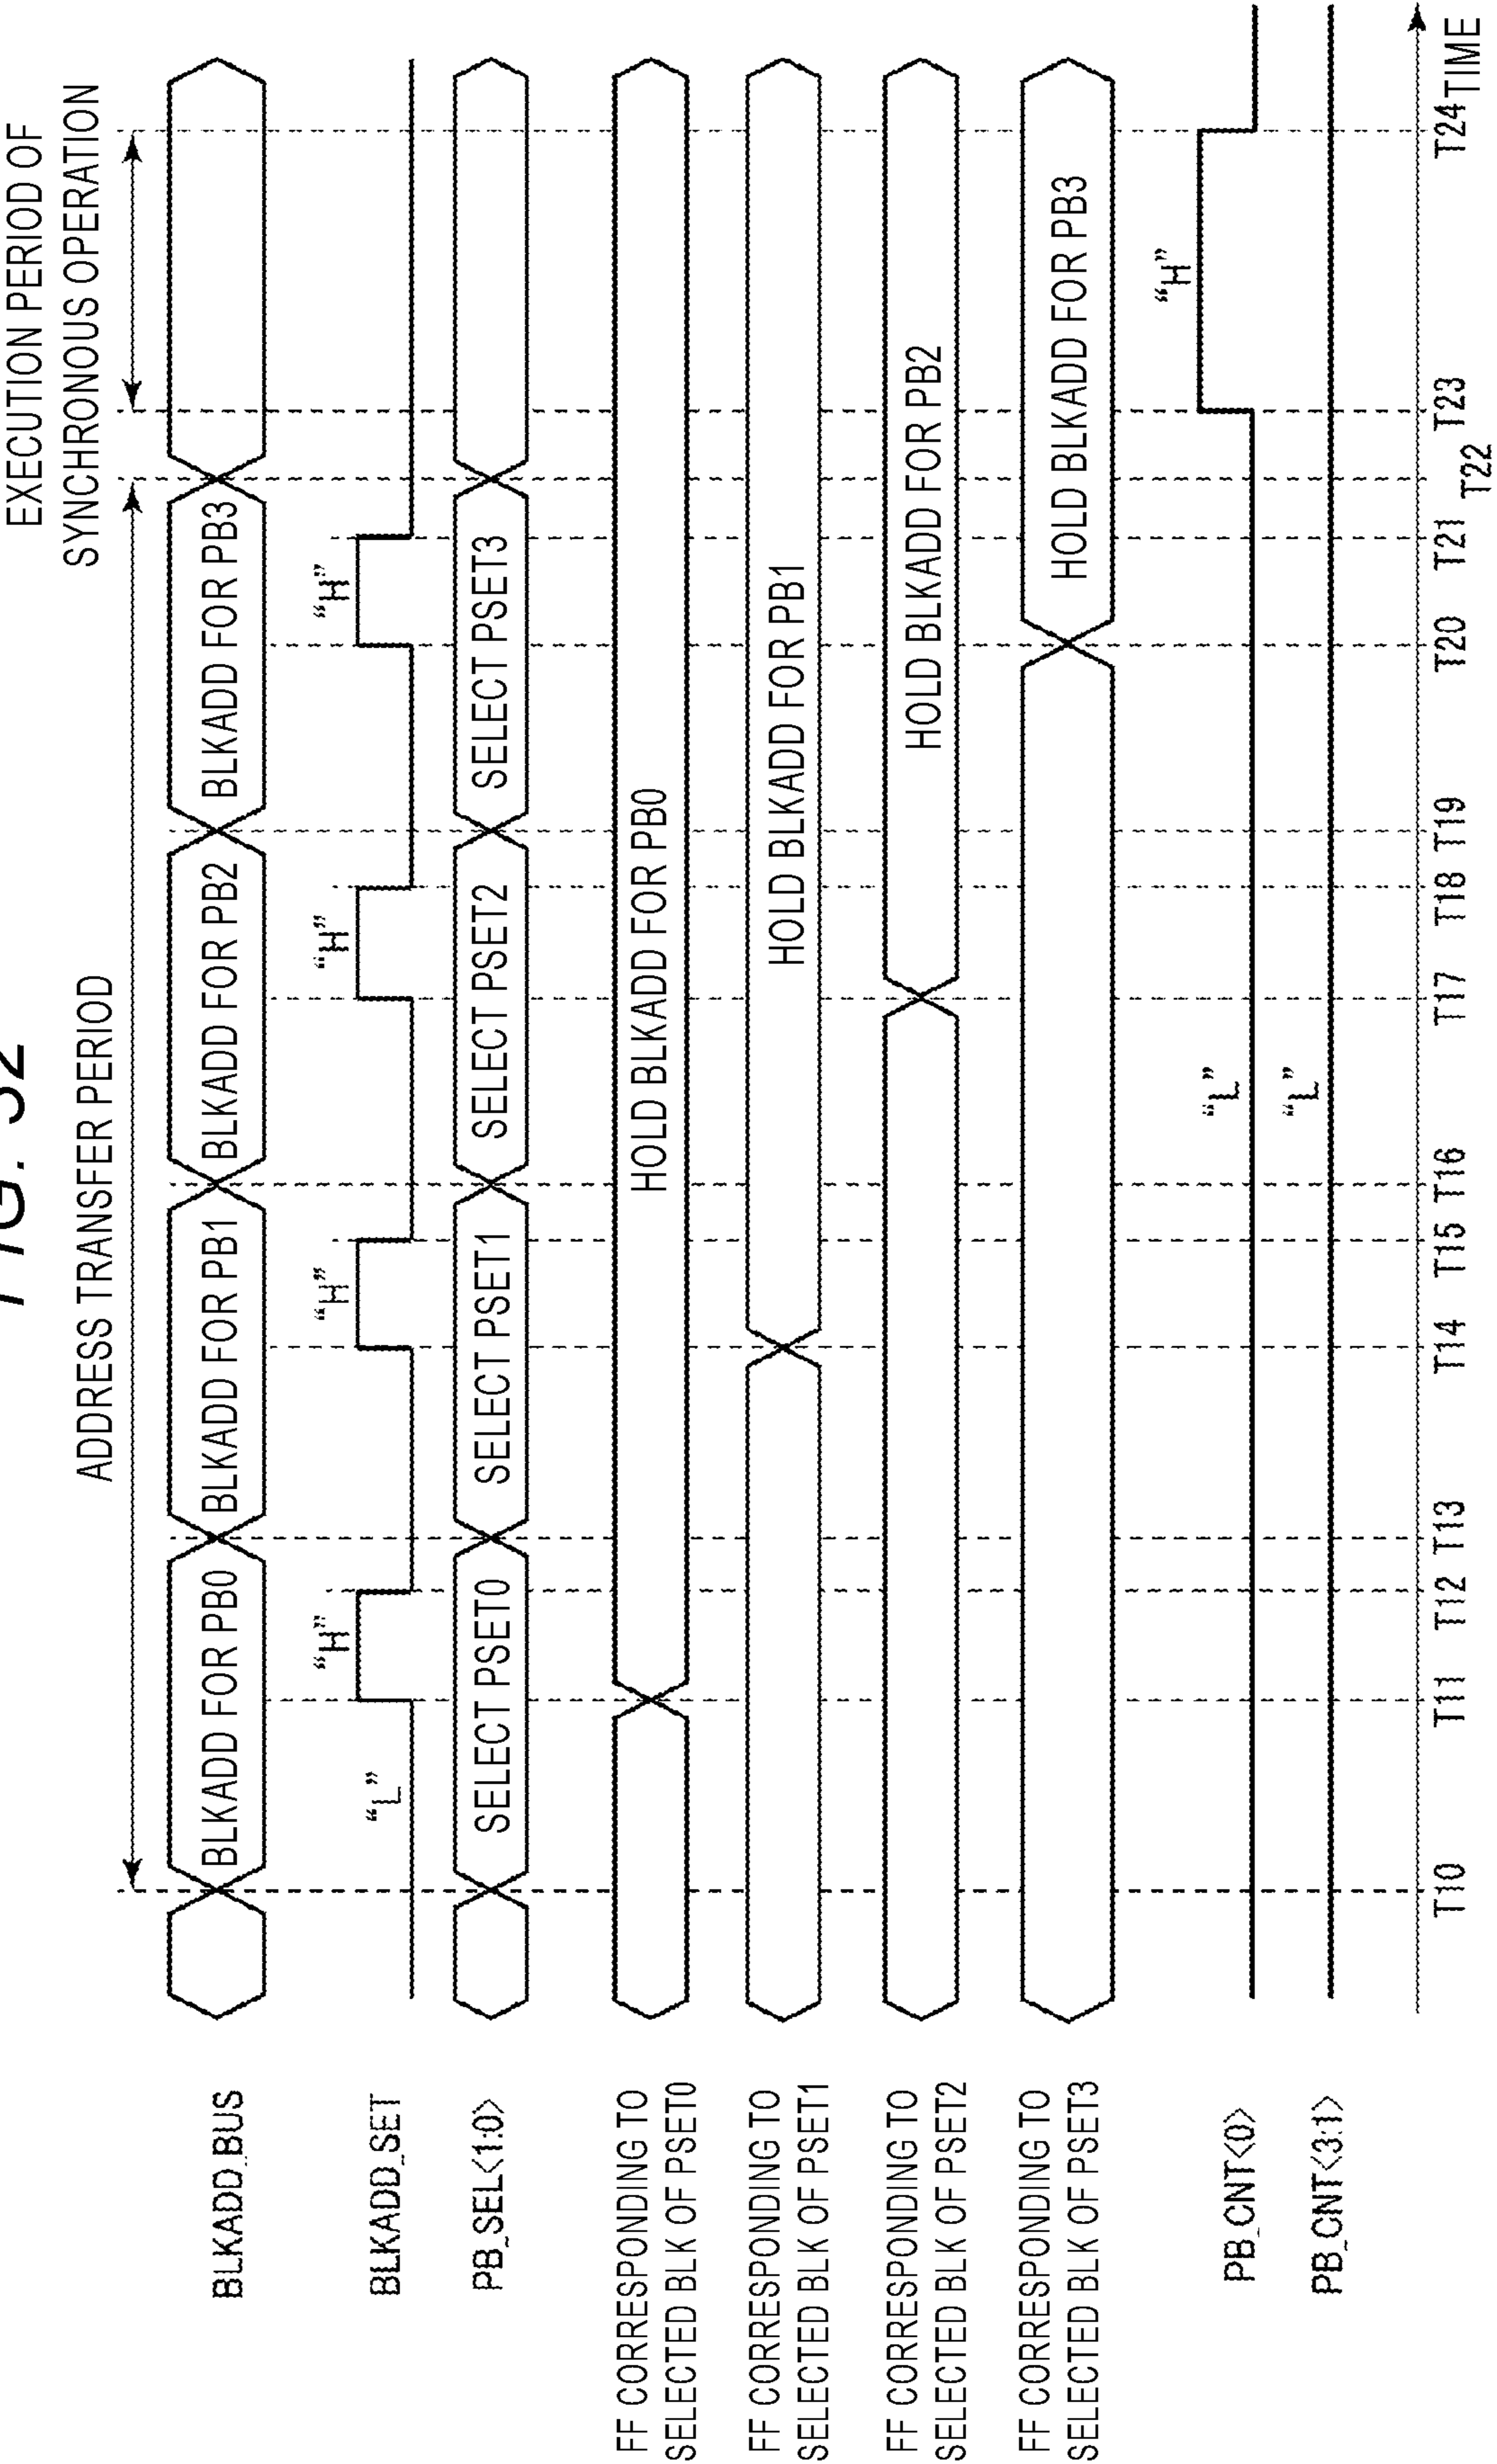 FIG. 32
ADDRESS TRANSFER PERIOD
EXECUTION PERIOD OF
SYNCHRONOUS OPERATION
BLKADD_BUS
BLKADD FOR PB0
BLKADD FOR PB1
BLKADD FOR PB2
BLKADD FOR PB3
BLKADD_SET
“L”
“H”
“H”
“H”
“H”
PB_SEL<1:0>
SELECT PSET0
SELECT PSET1
SELECT PSET2
SELECT PSET3
FF CORRESPONDING TO
SELECTED BLK OF PSET0
HOLD BLKADD FOR PB0
FF CORRESPONDING TO
SELECTED BLK OF PSET1
HOLD BLKADD FOR PB1
FF CORRESPONDING TO
SELECTED BLK OF PSET2
HOLD BLKADD FOR PB2
FF CORRESPONDING TO
SELECTED BLK OF PSET3
HOLD BLKADD FOR PB3
PB_CNT<0>
“L”
“H”
PB_CNT<3:1>
“L”
T10
T11
T12
T13
T14
T15
T16
T17
T18
T19
T20
T21
T22
T23
T24
TIME